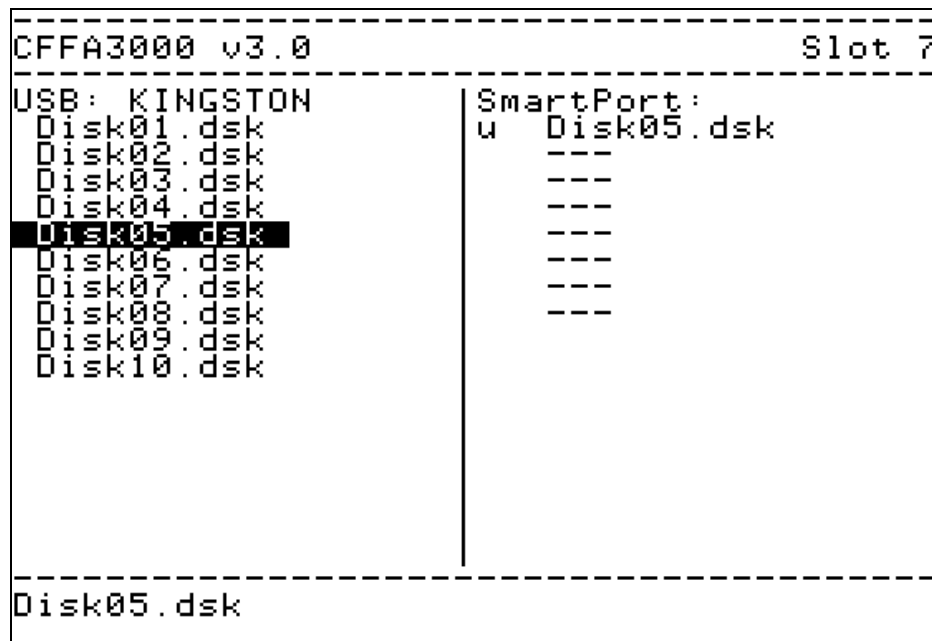 CFFA3000 v3.0 Slot 7
USB: KINGSTON
Disk01.dsk
Disk02.dsk
Disk03.dsk
Disk04.dsk
Disk05.dsk
Disk06.dsk
Disk07.dsk
Disk08.dsk
Disk09.dsk
Disk10.dsk
SmartPort:
u Disk05.dsk
---
---
---
---
---
---
---
Disk05.dsk